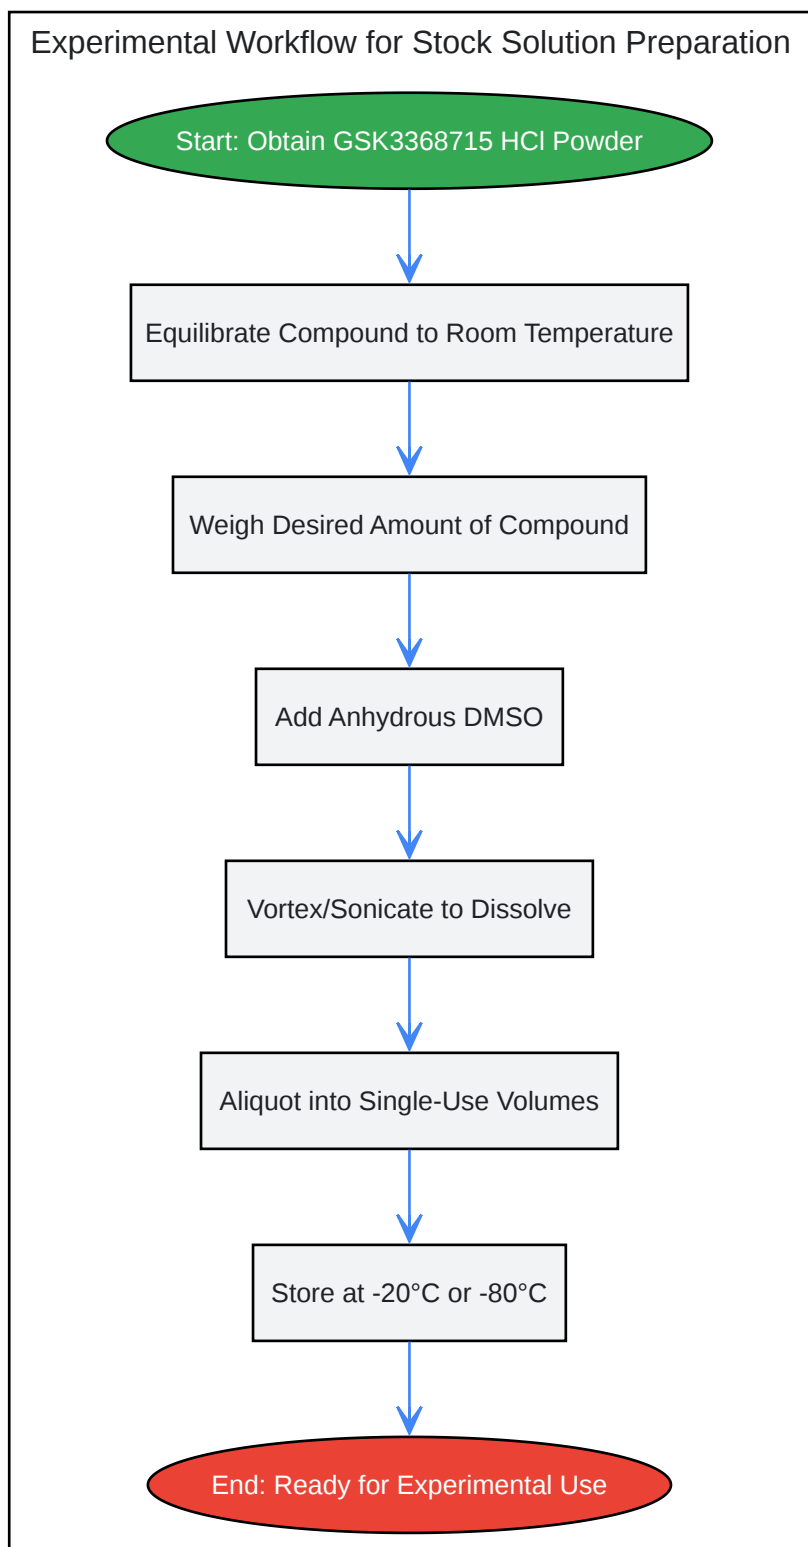 Experimental Workflow for Stock Solution Preparation
Start: Obtain GSK3368715 HCl Powder
Equilibrate Compound to Room Temperature
Weigh Desired Amount of Compound
Add Anhydrous DMSO
Vortex/Sonicate to Dissolve
Aliquot into Single-Use Volumes
Store at -20°C or -80°C
End: Ready for Experimental Use